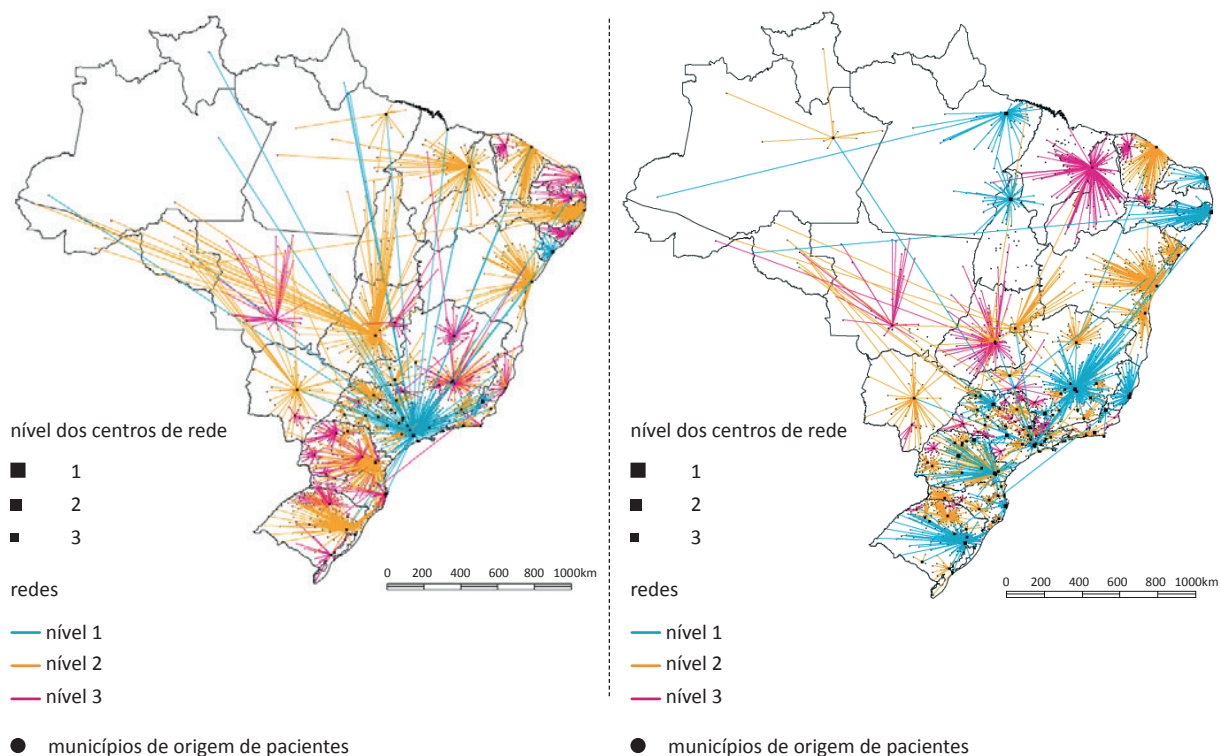 nível dos centros de rede
1
2
3
0 200 400 600 800 1000km
redes
nível 1
nível 2
nível 3
municípios de origem de pacientes
nível dos centros de rede
1
2
3
0 200 400 600 800 1000km
redes
nível 1
nível 2
nível 3
municípios de origem de pacientes